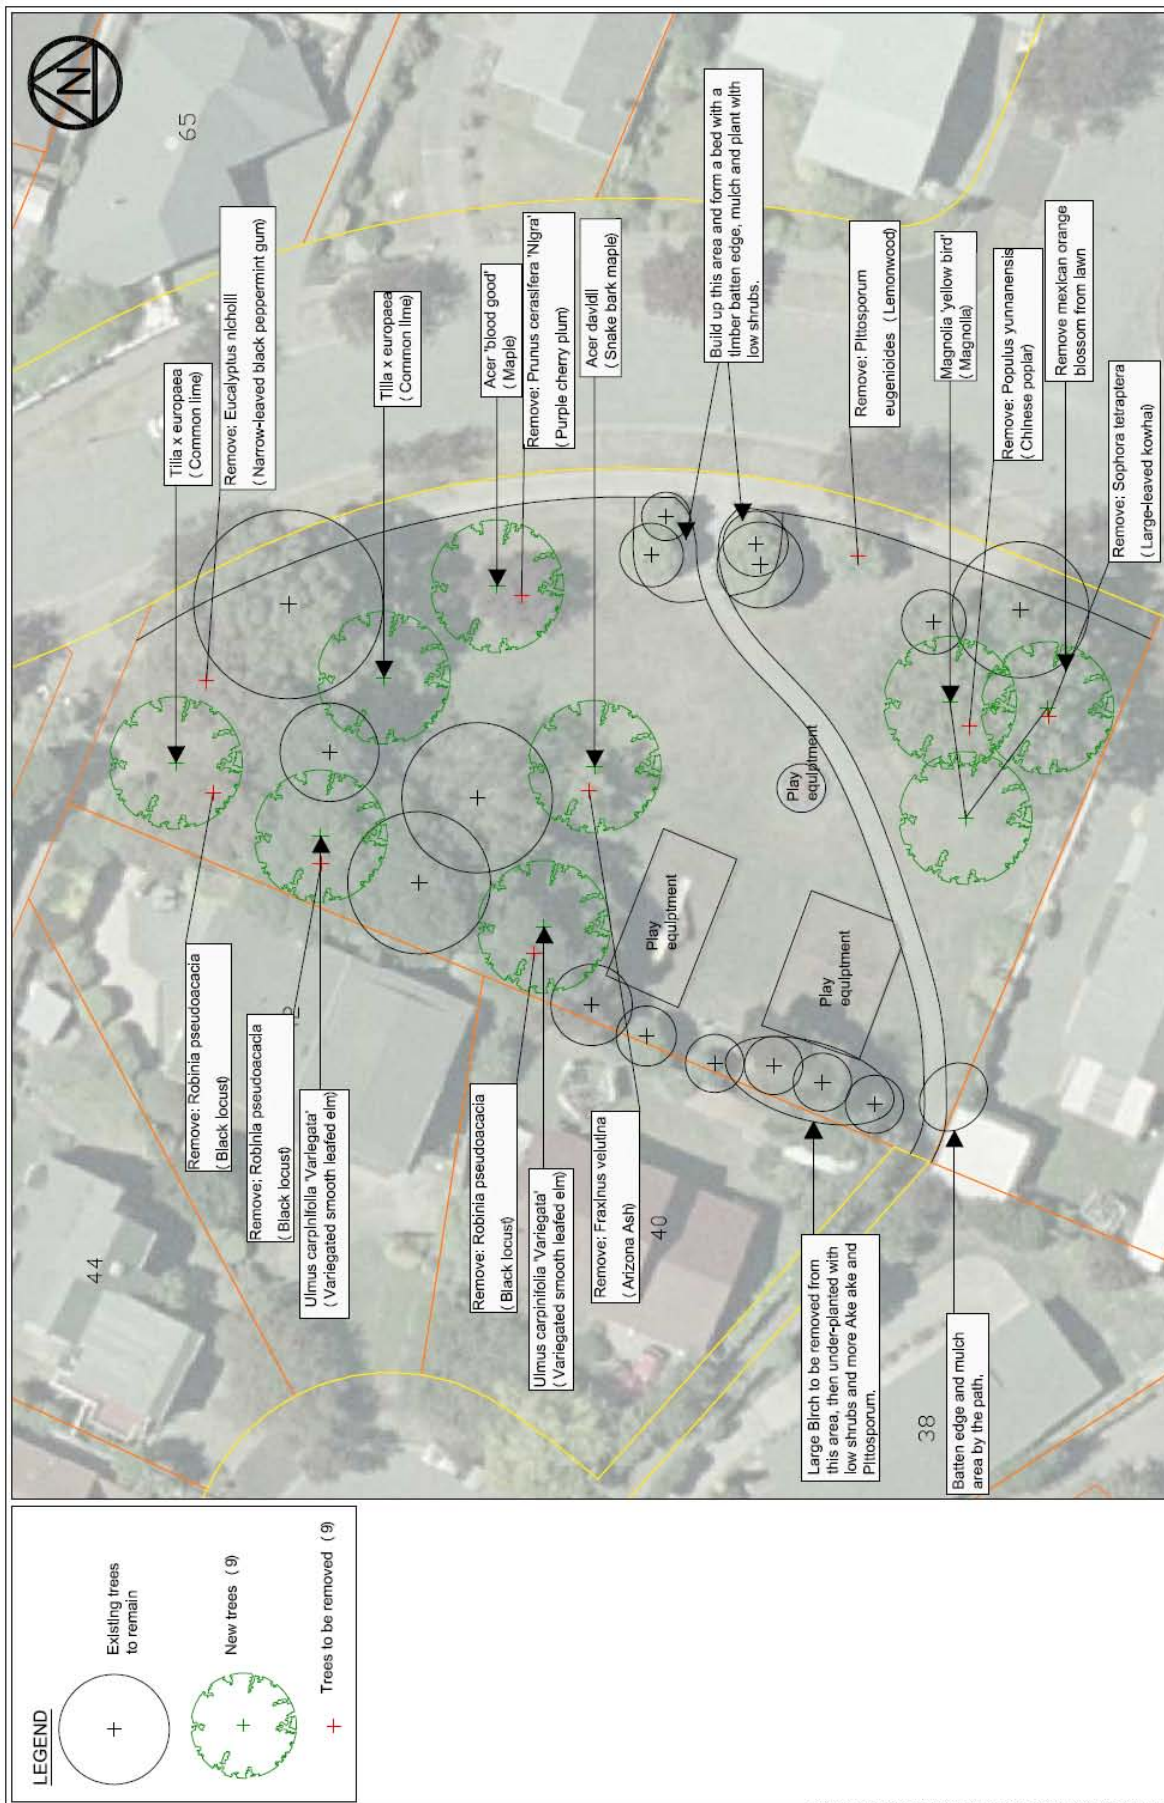 LEGEND
Existing trees
to remain
New trees (9)
Trees to be removed (9)
N
44
65
Remove: Robinia pseudoacacia
(Black locust)
Tilia x europaea
(Common lime)
Remove: Eucalyptus nicholii
(Narrow-leaved black peppermint gum)
Remove: Robinia pseudoacacia
(Black locust)
Ulmus carpinifolia 'Variegata'
(Variegated smooth leafed elm)
Tilia x europaea
(Common lime)
Remove: Robinia pseudoacacia
(Black locust)
Acer 'blood good'
(Maple)
Remove: Prunus cerasifera 'Nigra'
(Purple cherry plum)
Ulmus carpinifolia 'Variegata'
(Variegated smooth leafed elm)
Remove: Fraxinus velutina
(Arizona Ash)
Acer davidii
(Snake bark maple)
40
Play
equiptment
Build up this area and form a bed with a
timber batten edge, mulch and plant with
low shrubs.
Play
equiptment
Play
equiptment
Large Birch to be removed from
this area, then under-planted with
low shrubs and more Ake ake and
Pittosporum.
Remove: Pittosporum
eugenioides (Lemonwood)
38
Batten edge and mulch
area by the path.
Magnolia 'yellow bird'
(Magnolia)
Remove: Populus yunnanensis
(Chinese poplar)
Remove mexican orange
blossom from lawn
Remove: Sophora tetraptera
(Large-leaved kowhai)